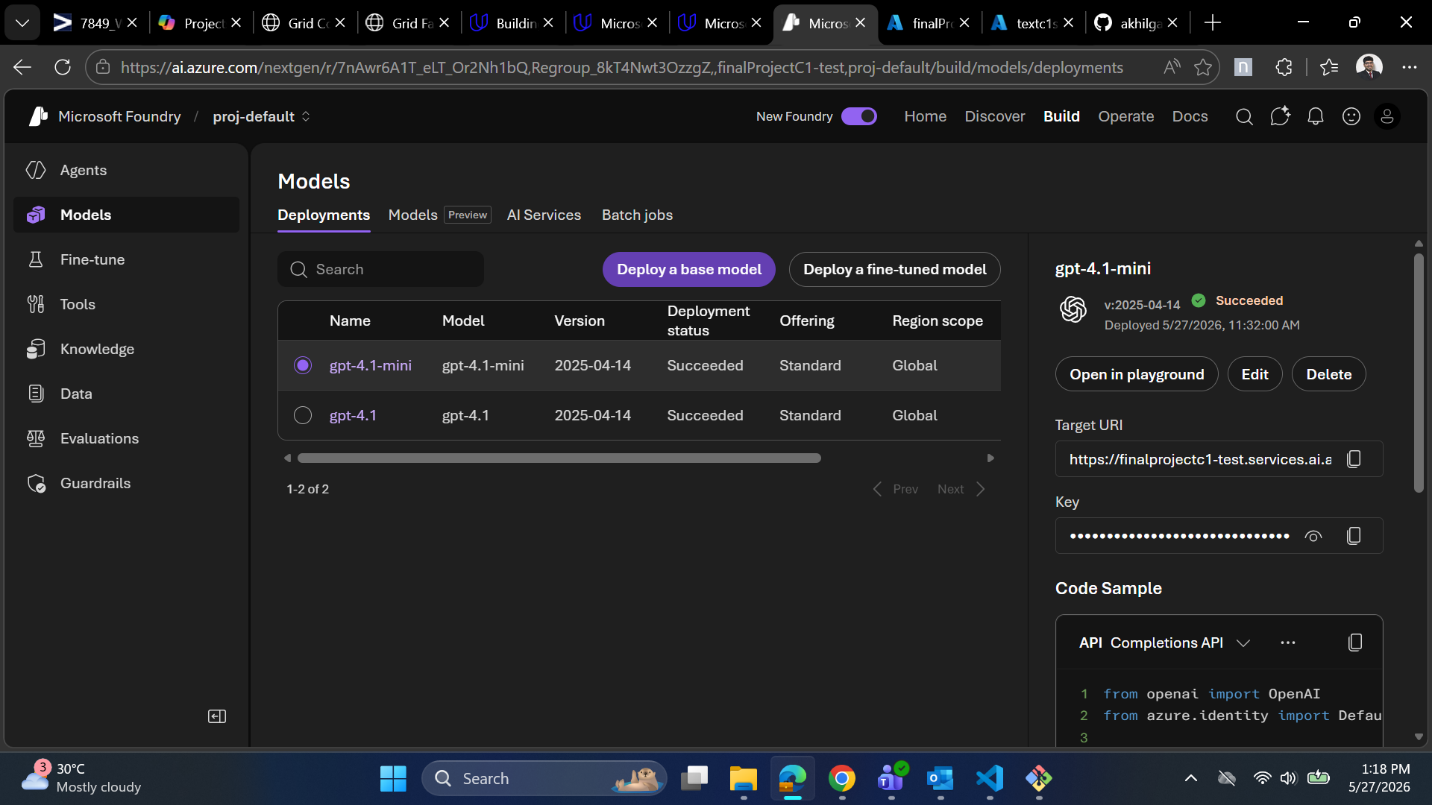 7849_V
Project
Grid Co
Grid Fa
Buildin
Micros
Micros
Micros
finalPro
textc1s
akhilga
https://ai.azure.com/nextgen/r/7nAwr6A1T_eLT_Or2Nh1bQ,Regroup_8kT4Nwt3OzzgZ,,finalProjectC1-test,proj-default/build/models/deployments
Microsoft Foundry / proj-default
New Foundry
Home
Discover
Build
Operate
Docs
Agents
Models
Fine-tune
Tools
Knowledge
Data
Evaluations
Guardrails
Models
Deployments
Models Preview
AI Services
Batch jobs
Search
Deploy a base model
Deploy a fine-tuned model
Name Model Version Deployment status Offering Region scope
gpt-4.1-mini gpt-4.1-mini 2025-04-14 Succeeded Standard Global
gpt-4.1 gpt-4.1 2025-04-14 Succeeded Standard Global
1-2 of 2
Prev
Next
gpt-4.1-mini
v:2025-04-14 Succeeded
Deployed 5/27/2026, 11:32:00 AM
Open in playground
Edit
Delete
Target URI
https://finalprojectc1-test.services.ai.a
Key
Code Sample
API Completions API
1 from openai import OpenAI
2 from azure.identity import Defau
3
3
30°C
Mostly cloudy
Search
1:18 PM
5/27/2026